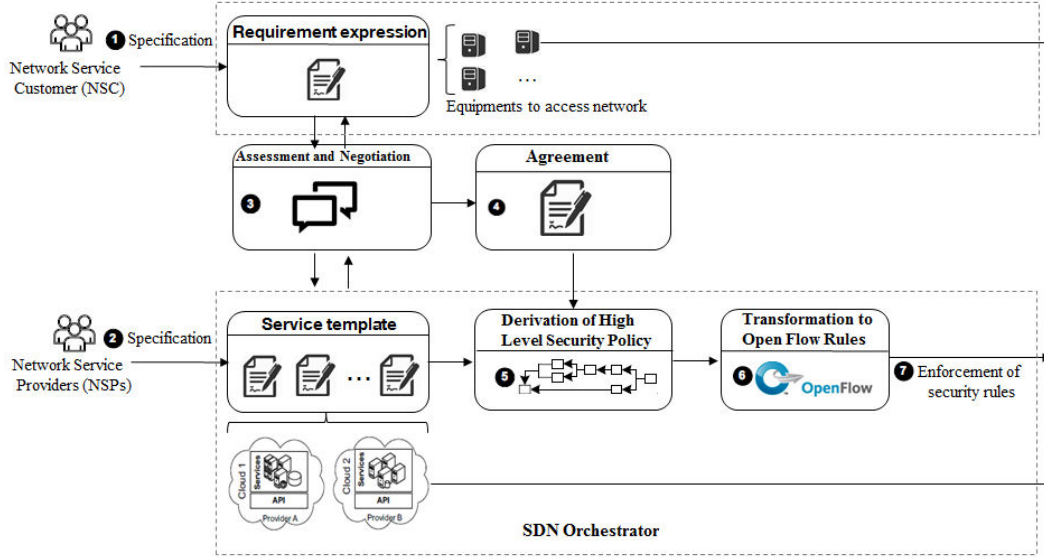 Requirement expression
1 Specification
Network Service
Customer (NSC)
...
Equipments to access network
Assessment and Negotiation
3
Agreement
4
2 Specification
Network Service
Providers (NSPs)
Service template
...
Derivation of High
Level Security Policy
5
Transformation to
Open Flow Rules
6
OpenFlow
7 Enforcement of
security rules
Cloud 1
Services
API
Provider A
Cloud 2
Services
API
Provider B
SDN Orchestrator